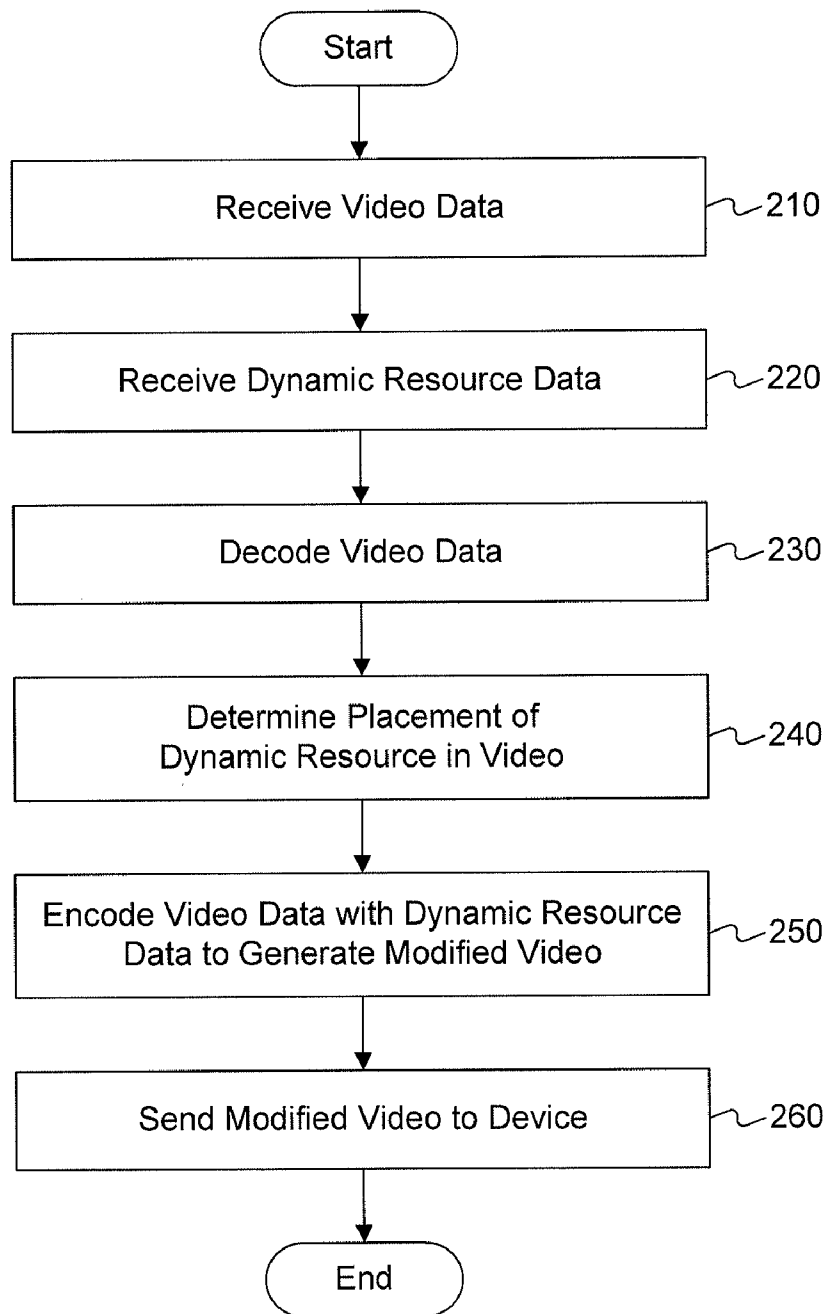 Start
Receive Video Data
210
Receive Dynamic Resource Data
220
Decode Video Data
230
Determine Placement of
Dynamic Resource in Video
240
Encode Video Data with Dynamic Resource
Data to Generate Modified Video
250
Send Modified Video to Device
260
End